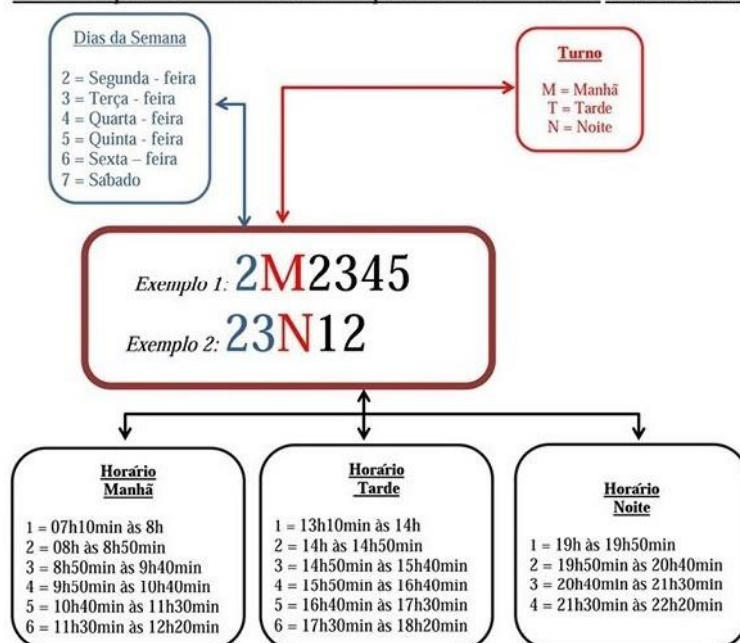 Dias da Semana
2 = Segunda - feira
3 = Terça - feira
4 = Quarta - feira
5 = Quinta - feira
6 = Sexta – feira
7 = Sábado
Turno
M = Manhã
T = Tarde
N = Noite
Exemplo 1: 2M2345
Exemplo 2: 23N12
Horário
Manhã
1 = 07h10min às 8h
2 = 08h às 8h50min
3 = 8h50min às 9h40min
4 = 9h50min às 10h40min
5 = 10h40min às 11h30min
6 = 11h30min às 12h20min
Horário
Tarde
1 = 13h10min às 14h
2 = 14h às 14h50min
3 = 14h50min às 15h40min
4 = 15h50min às 16h40min
5 = 16h40min às 17h30min
6 = 17h30min às 18h20min
Horário
Noite
1 = 19h às 19h50min
2 = 19h50min às 20h40min
3 = 20h40min às 21h30min
4 = 21h30min às 22h20min